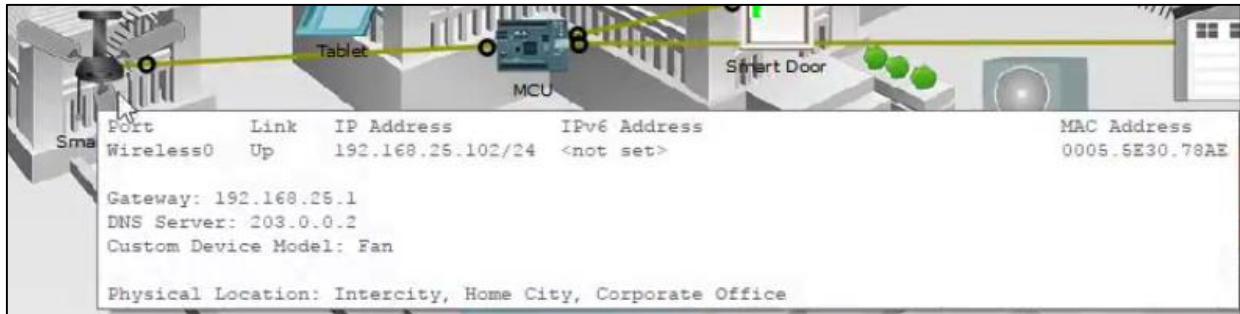 Tablet
MCU
Smart Door
Sma
Port Link IP Address IPv6 Address MAC Address
Wireless0 Up 192.168.25.102/24 <not set> 0005.5E30.78AE
Gateway: 192.168.25.1
DNS Server: 203.0.0.2
Custom Device Model: Fan
Physical Location: Intercity, Home City, Corporate Office